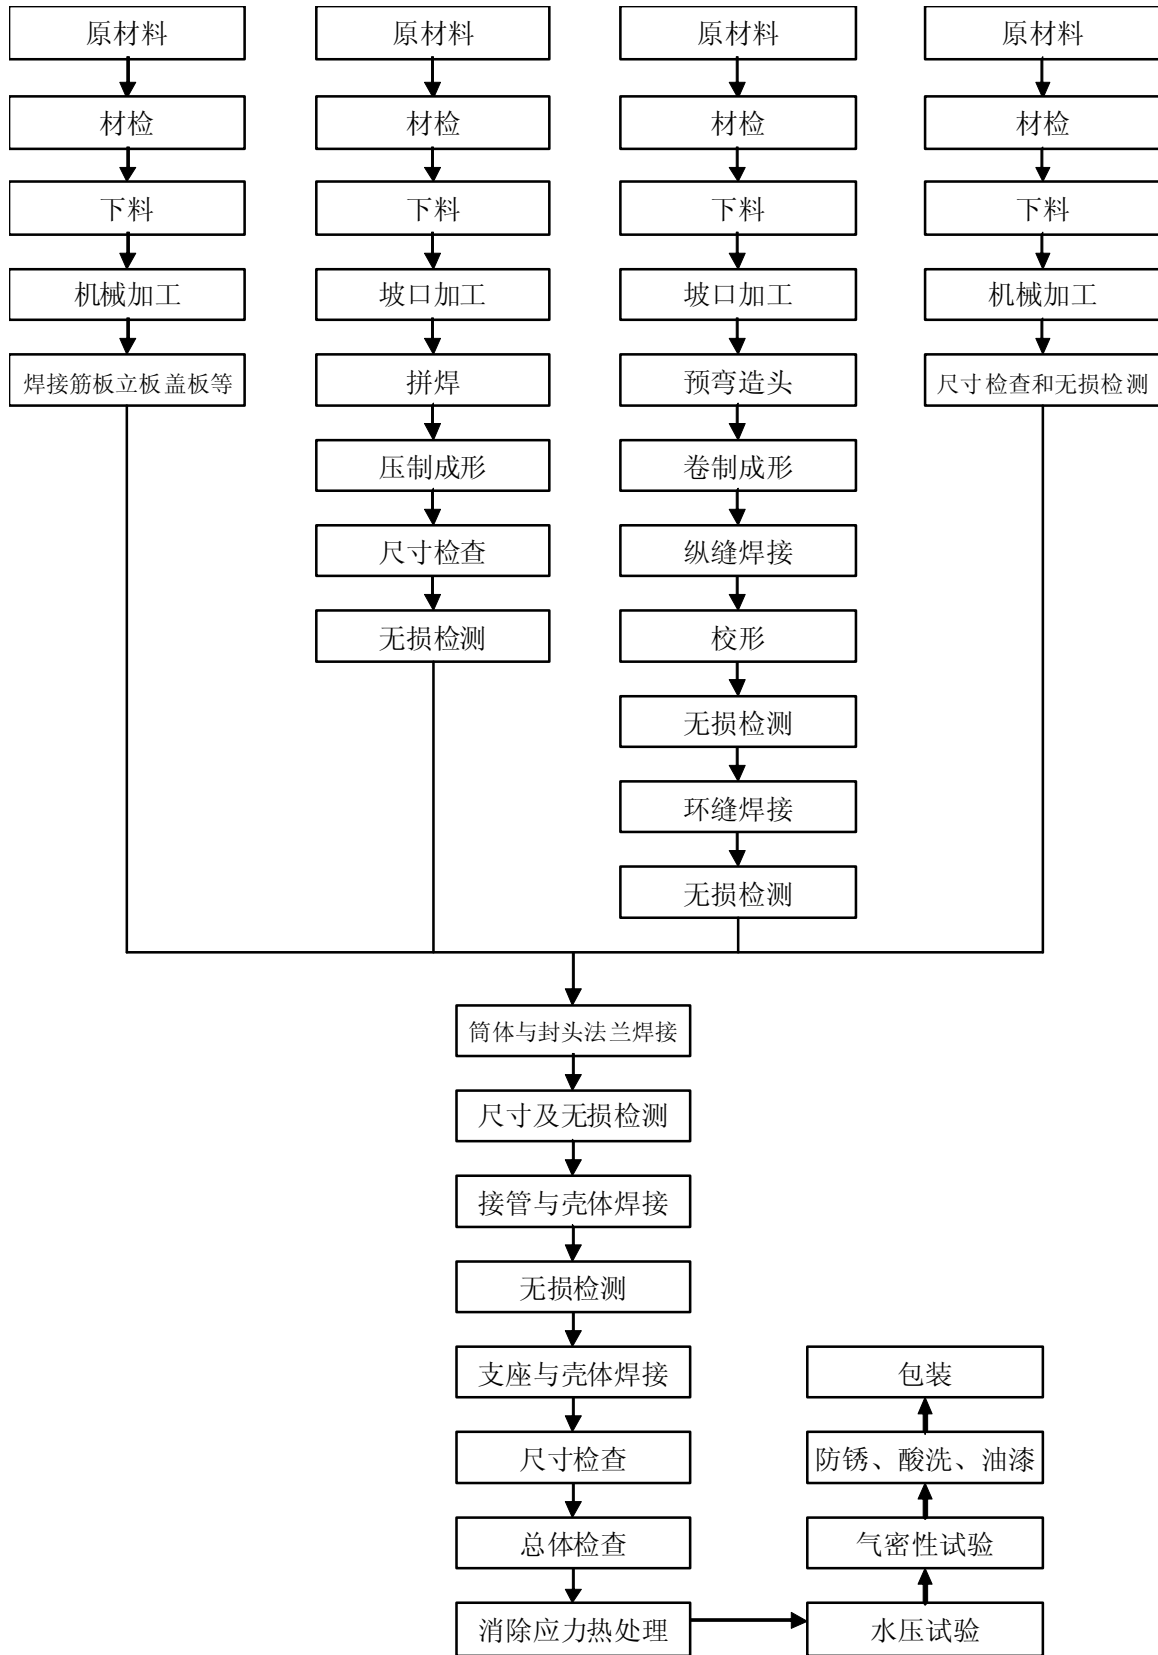 原材料
原材料
原材料
原材料
材检
材检
材检
材检
下料
下料
下料
下料
机械加工
坡口加工
坡口加工
机械加工
焊接筋板立板盖板等
拼焊
预弯造头
尺寸检查和无损检测
压制成形
卷制成形
尺寸检查
纵缝焊接
无损检测
校形
无损检测
环缝焊接
无损检测
筒体与封头法兰焊接
尺寸及无损检测
接管与壳体焊接
无损检测
支座与壳体焊接
包装
尺寸检查
防锈、酸洗、油漆
总体检查
气密性试验
消除应力热处理
水压试验